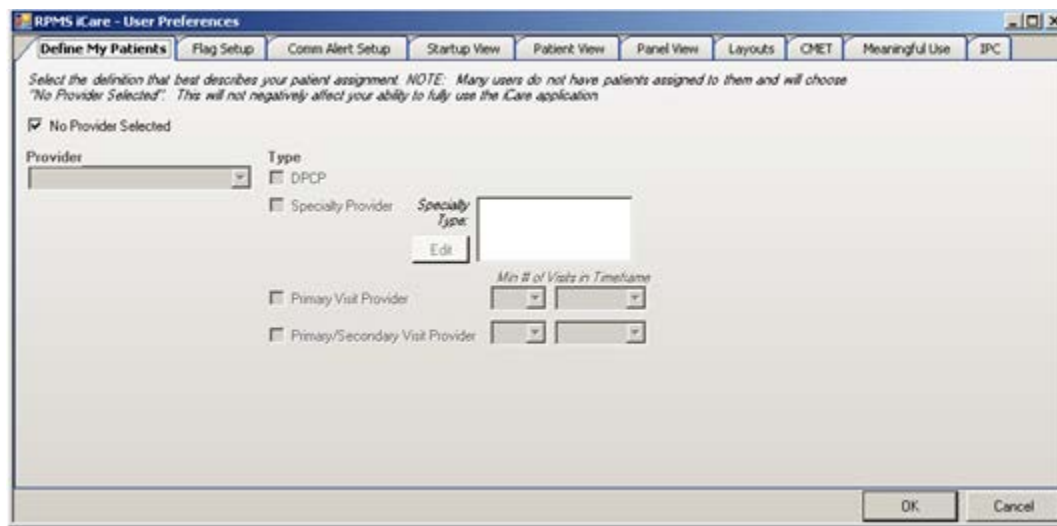 RPMS iCare - User Preferences
Define My Patients Flag Setup Comm Alert Setup Startup View Patient View Panel View Layouts CMET Meaningful Use IPC
Select the definition that best describes your patient assignment. NOTE: Many users do not have patients assigned to them and will choose
"No Provider Selected". This will not negatively affect your ability to fully use the iCare application
No Provider Selected
Provider Type
DPCP
Specialty Provider Specialty
Type:
Edit
Min # of Visits in Timeframe
Primary Visit Provider
Primary/Secondary Visit Provider
OK Cancel